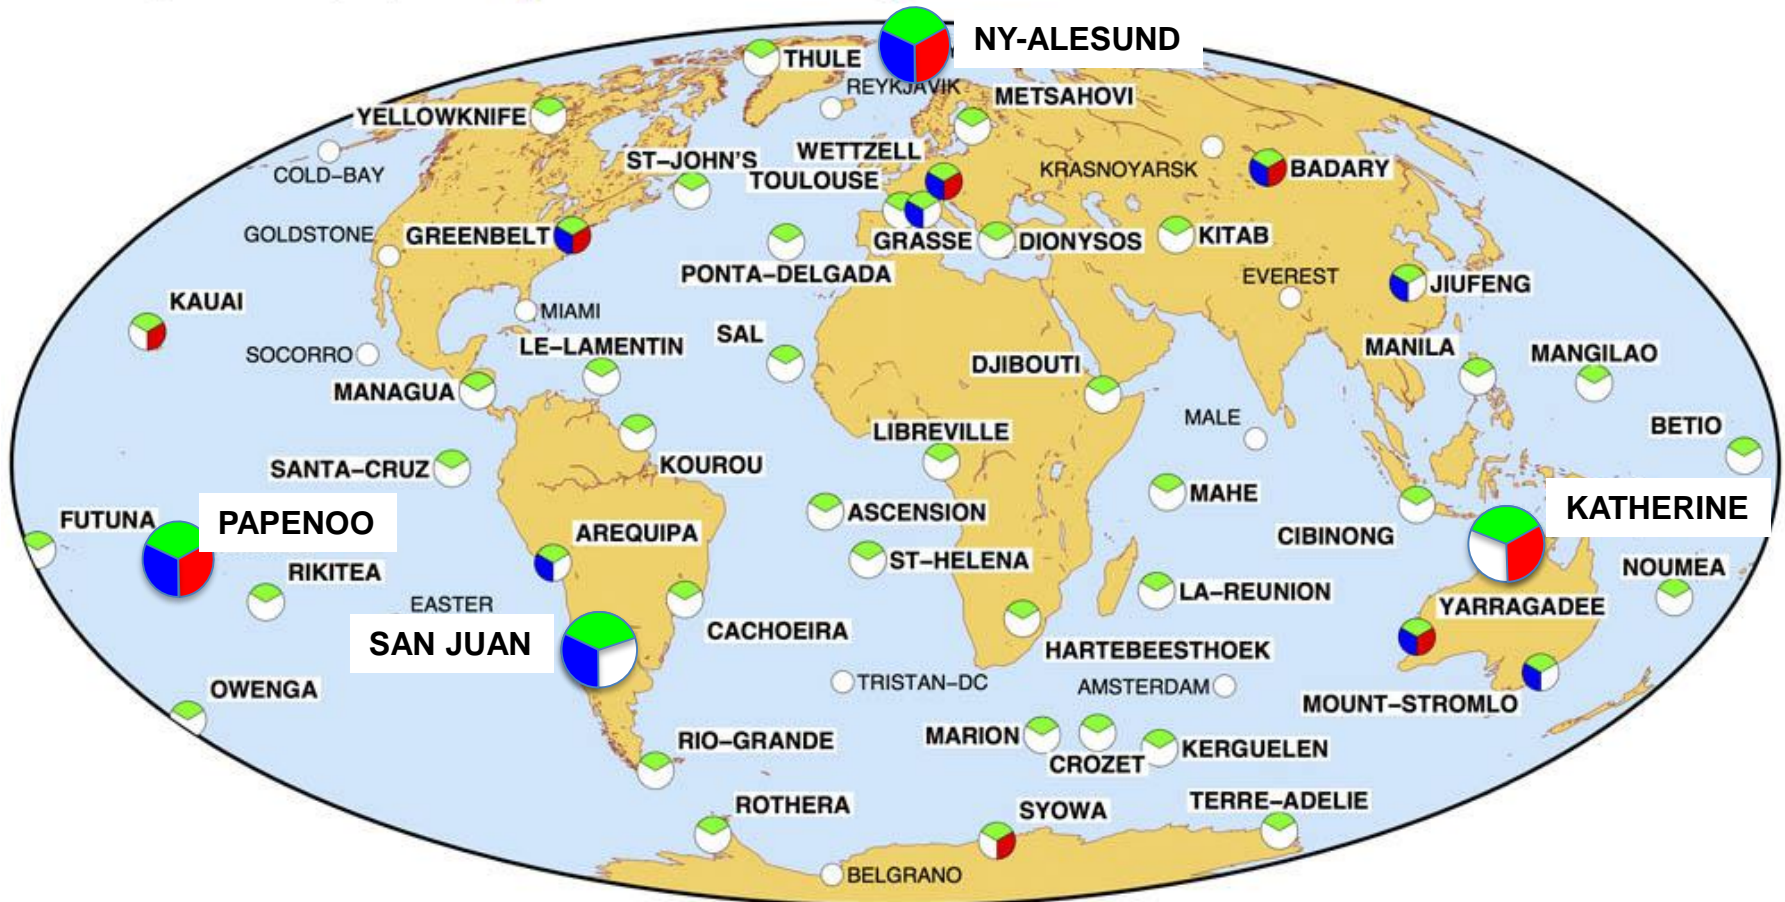 NY-ALESUND
THULE
REYKJAVIK
METSAHOVI
YELLOWKNIFE
WETTZELL
ST-JOHN'S
COLD-BAY
TOULOUSE
KRASNOYARSK
BADARY
GOLDSTONE
GREENBELT
GRASSE
DIONYSOS
KITAB
PONTA-DELGADA
EVEREST
JIUFENG
KAUAI
MIAMI
SAL
LE-LAMENTIN
SOCORRO
MANILA
MANGILAO
DJIBOUTI
MANAGUA
MALE
BETIO
LIBREVILLE
SANTA-CRUZ
KOUROU
MAHE
KATHERINE
FUTUNA
PAPENOO
ASCENSION
AREQUIPA
CIBINONG
ST-HELENA
RIKITEA
NOUMEA
LA-REUNION
EASTER
YARRAGADEE
CACHOEIRA
SAN JUAN
HARTEBEESTHOEK
TRISTAN-DC
AMSTERDAM
OWENGA
MOUNT-STROMLO
RIO-GRANDE
MARION
KERGUELEN
CROZET
ROTHERA
SYOWA
TERRE-ADELIE
BELGRANO